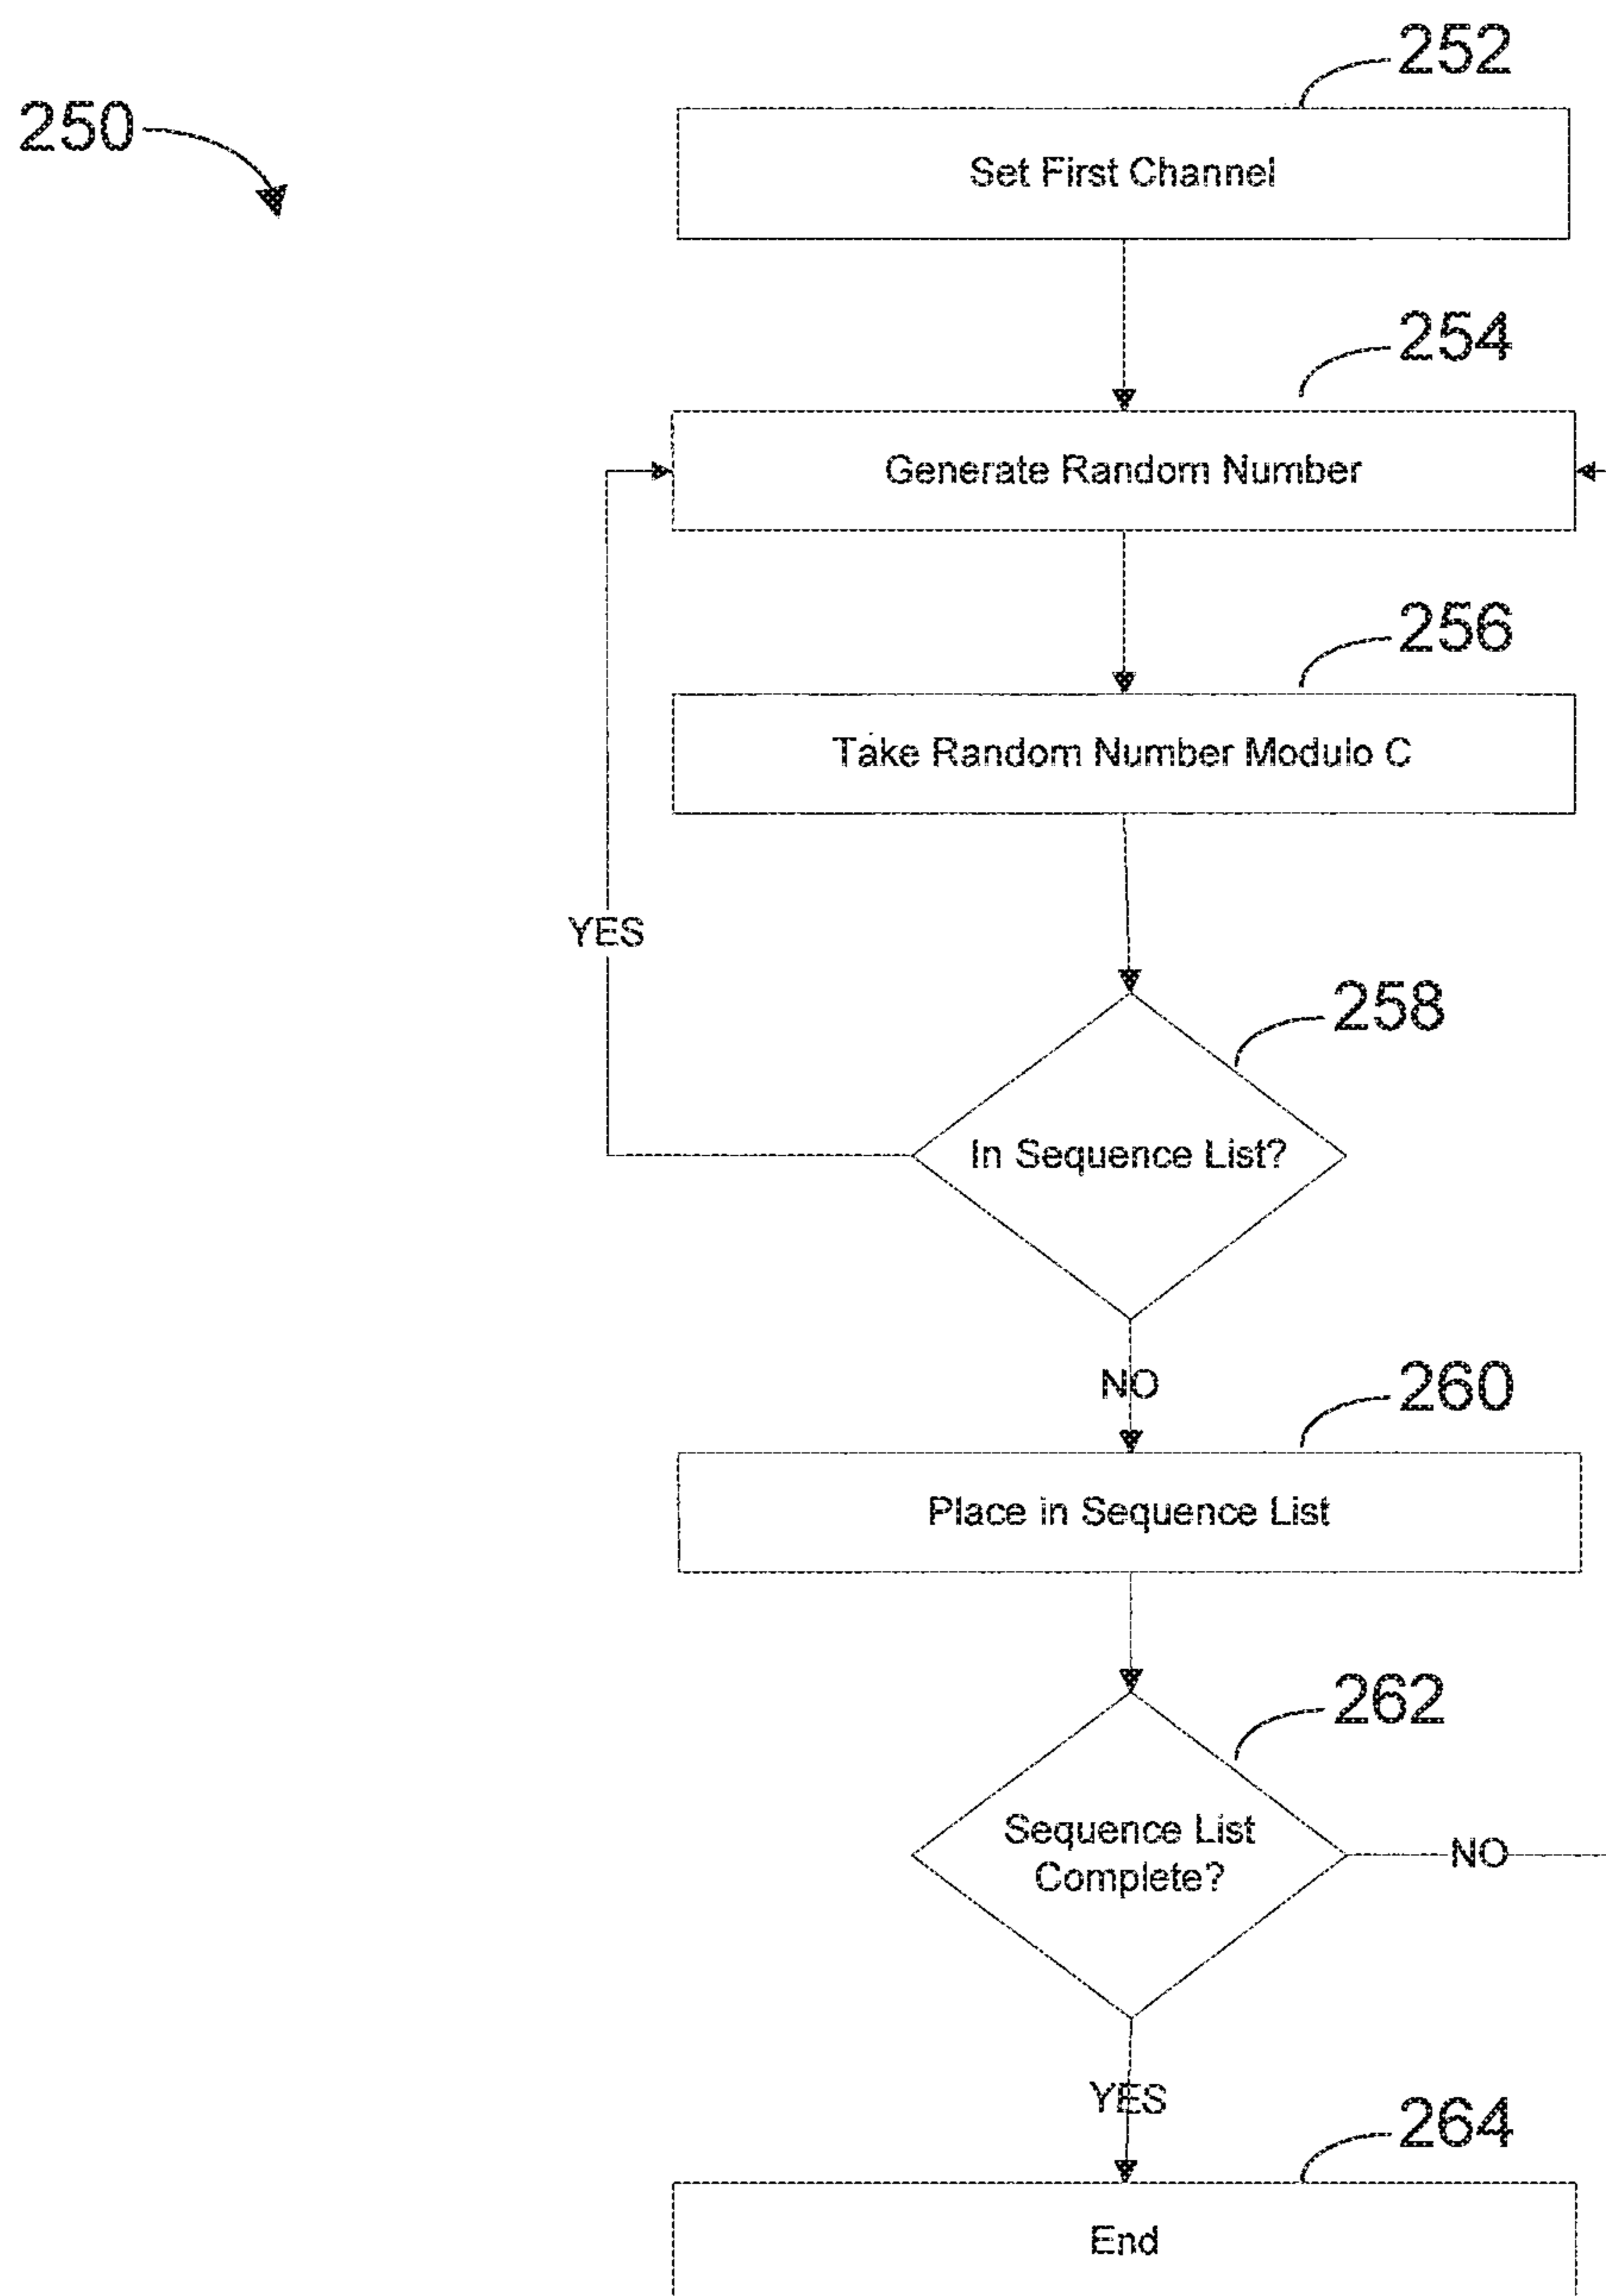 252
250
Set First Channel
254
Generate Random Number
256
Take Random Number Modulo C
YES
258
In Sequence List?
NO
260
Place in Sequence List
262
Sequence List
Complete?
NO
YES
264
End